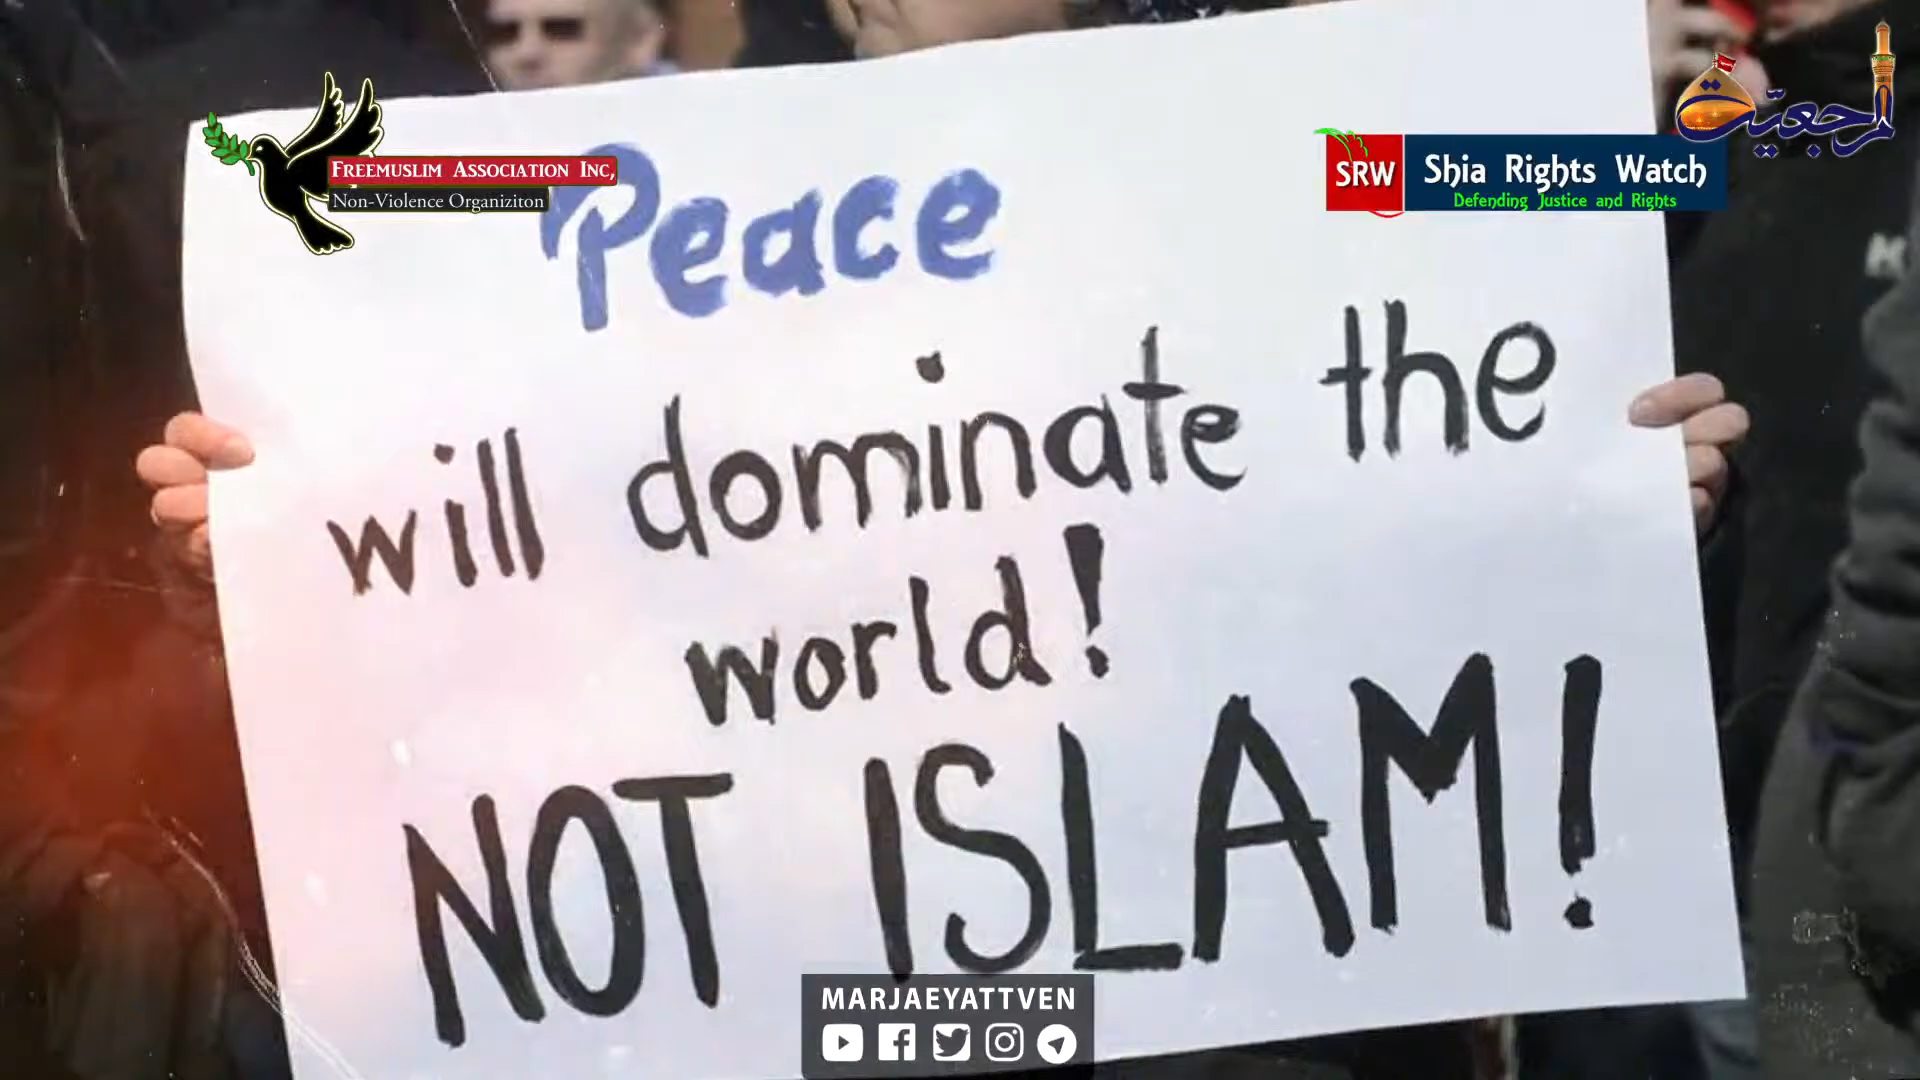 FREEMUSLIM ASSOCIATION INC,
Non-Violence Organiziton
SRW
Shia Rights Watch
Defending Justice and Rights
المرجعيّت
Peace
will dominate the
world!
NOT ISLAM!
MARJAEYATTVEN